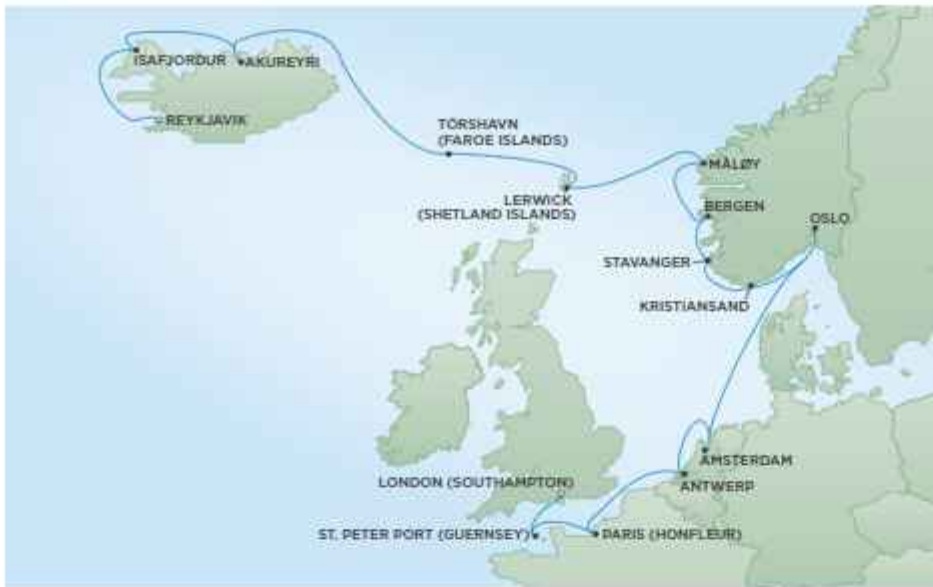 ISAFJORDUR
AKUREYRI
REYKJAVIK
TÓRSHAVN
(FAROE ISLANDS)
MÅLØY
LERWICK
(SHETLAND ISLANDS)
BERGEN
OSLO
STAVANGER
KRISTIANSAND
AMSTERDAM
LONDON (SOUTHAMPTON)
ANTWERP
ST. PETER PORT (GUERNSEY)
PARIS (HONFLEUR)